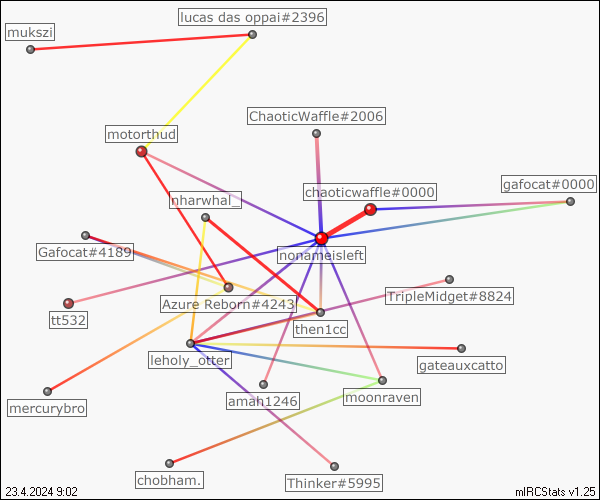 lucas das oppai#2396
mukszi
ChaoticWaffle#2006
motorthud
chaoticwaffle#0000
gafocat#0000
nharwhal_
Gafocat#4189
nonameisleft
Azure Reborn#4243
TripleMidget#8824
tt532
then1cc
leholy_otter
gateauxcatto
mercurybro
amah1246
moonraven
chobham.
Thinker#5995
23.4.2024 9:02
mIRCStats v1.25